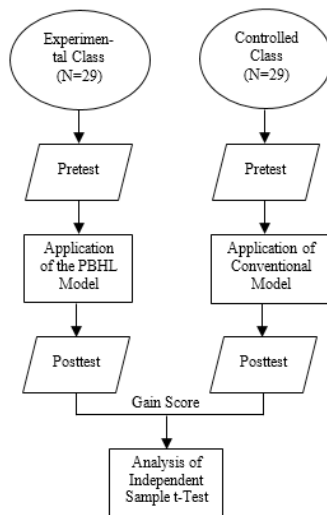 Experimen-
tal Class
(N=29)
Controlled
Class
(N=29)
Pretest
Pretest
Application
of the PBHL
Model
Application of
Conventional
Model
Posttest
Posttest
Gain Score
Analysis of
Independent
Sample t-Test